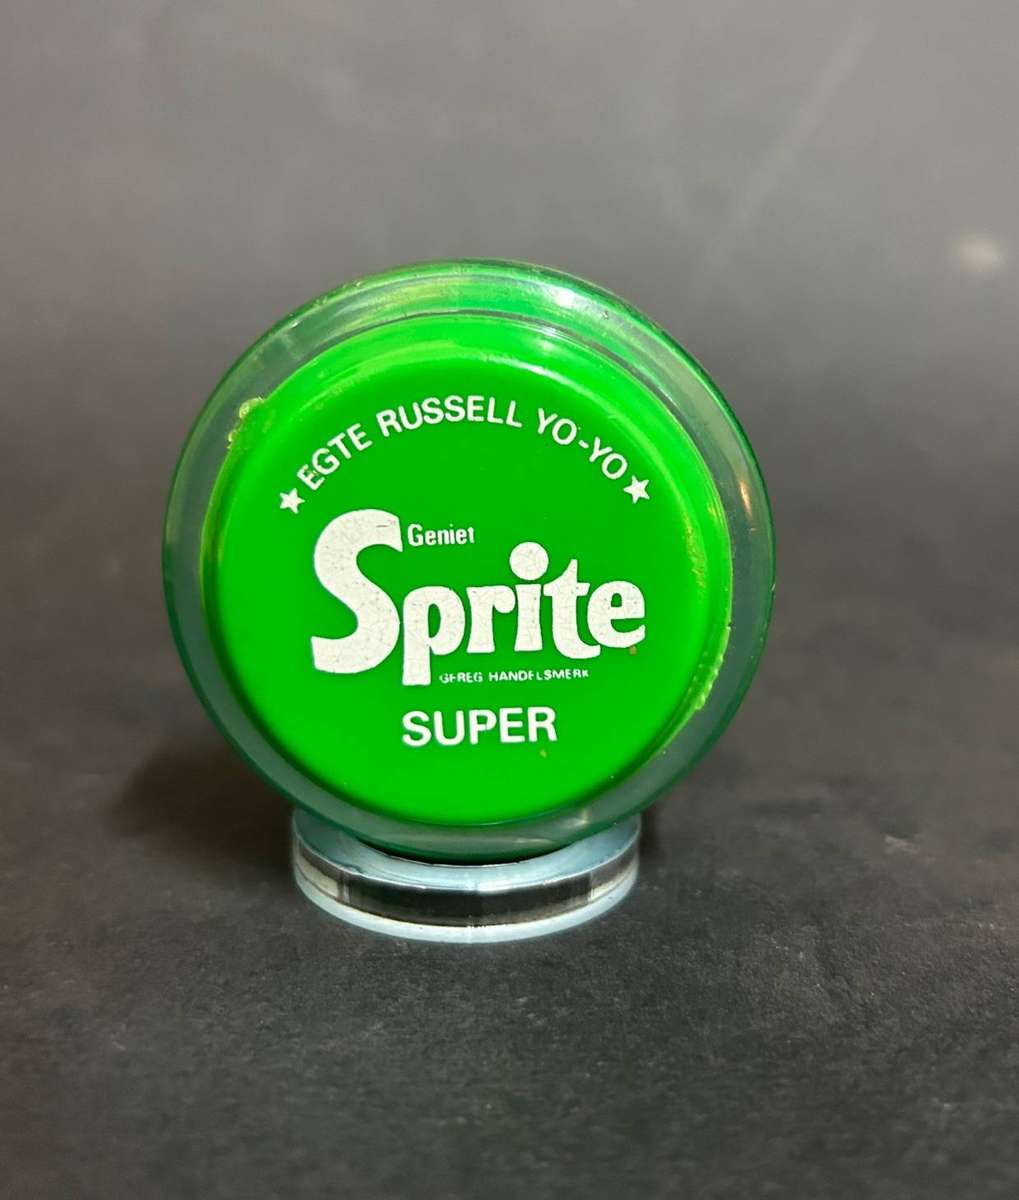 ★ EGTE RUSSELL YO-YO ★
Geniet
Sprite
GEREG HANDELSMERK
SUPER